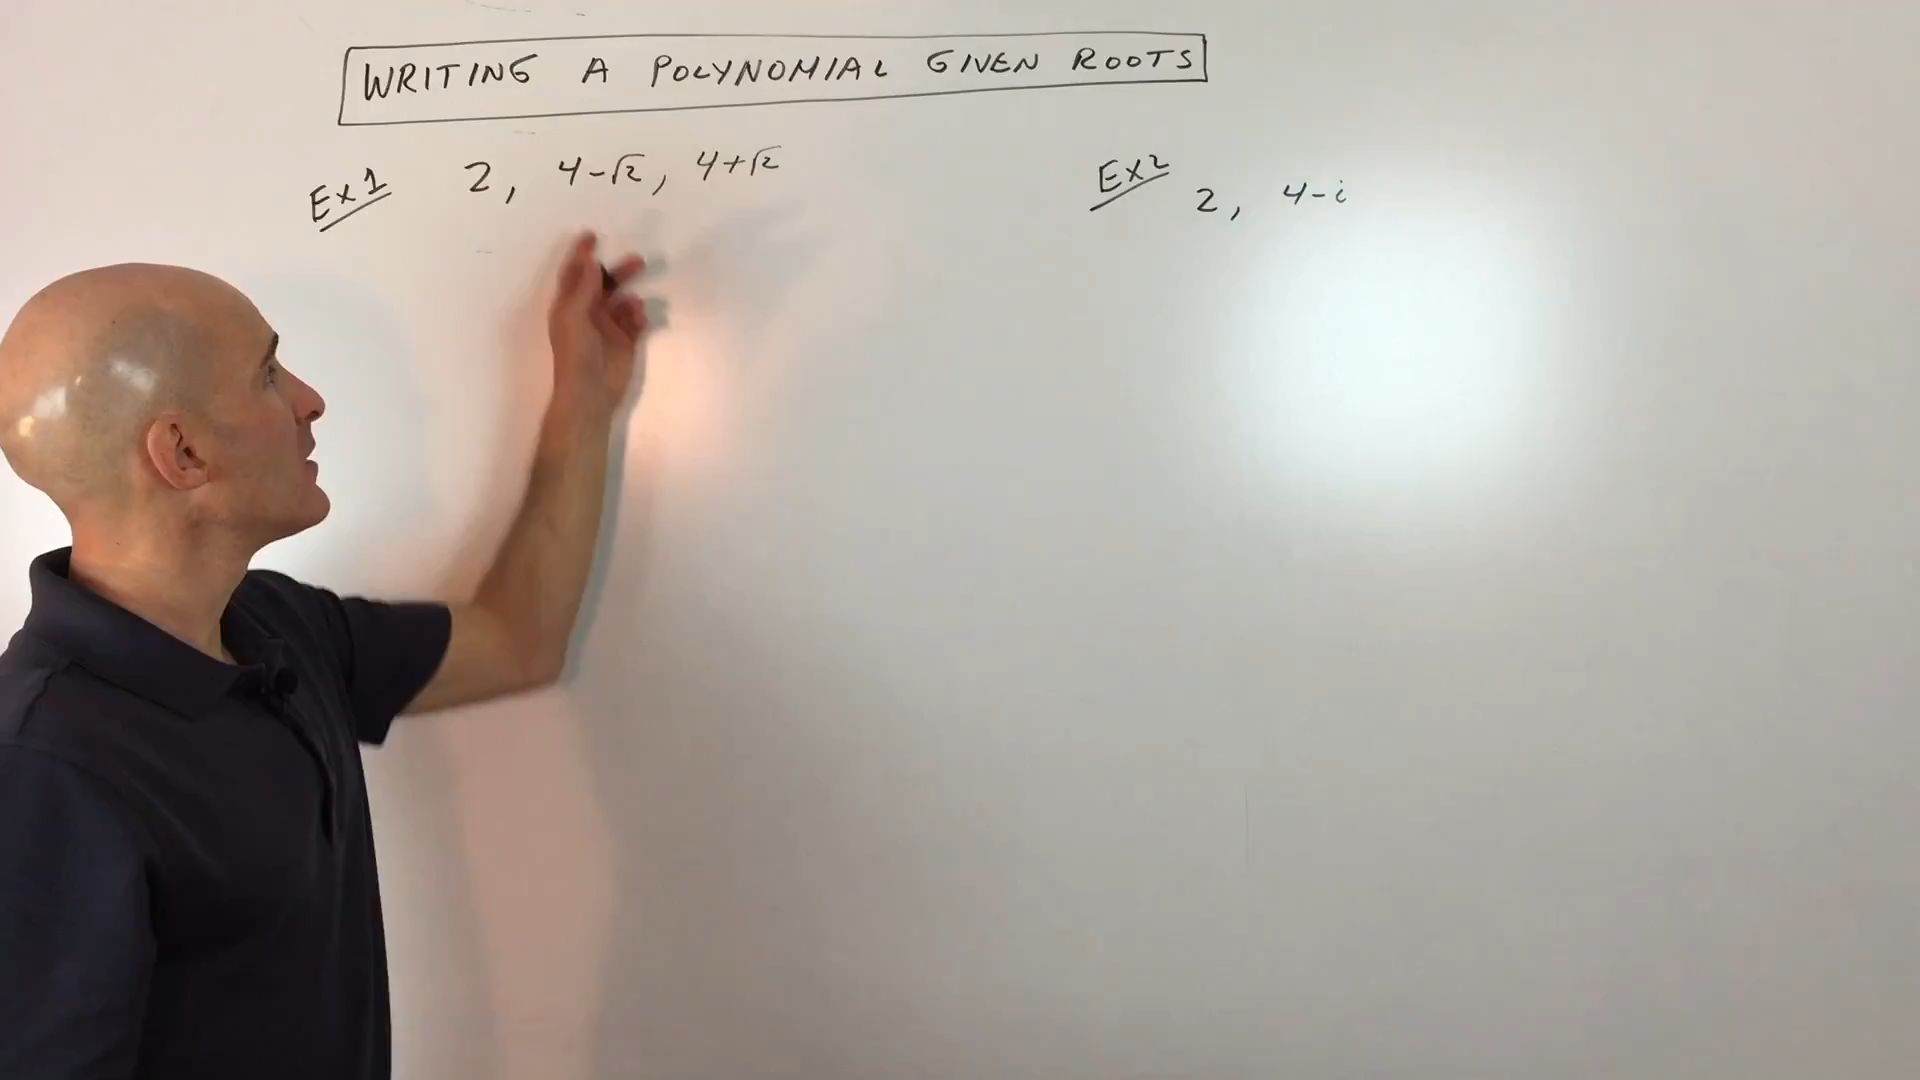 WRITING A POLYNOMIAL GIVEN ROOTS
Ex 1 2, 4-√2, 4+√2
Ex 2 2, 4-i